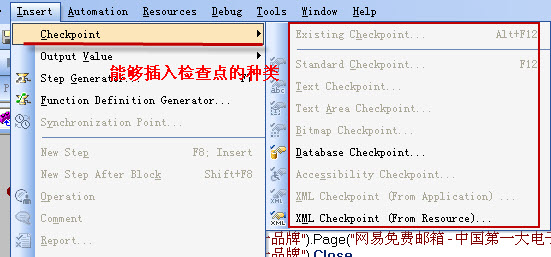 Insert Automation Resources Debug Tools Window Help
Checkpoint
Output Value
Step Generator... F7
能够插入检查点的种类
Function Definition Generator...
Synchronization Point...
New Step F8; Insert
New Step After Block Shift+F8
Operation
Comment
Report...
Existing Checkpoint... Alt+F12
Standard Checkpoint... F12
Text Checkpoint...
Text Area Checkpoint...
Bitmap Checkpoint...
Database Checkpoint...
Accessibility Checkpoint...
XML Checkpoint (From Application) ...
XML Checkpoint (From Resource)...
品牌").Page("网易免费邮箱-中国第一大电子
品牌").Close